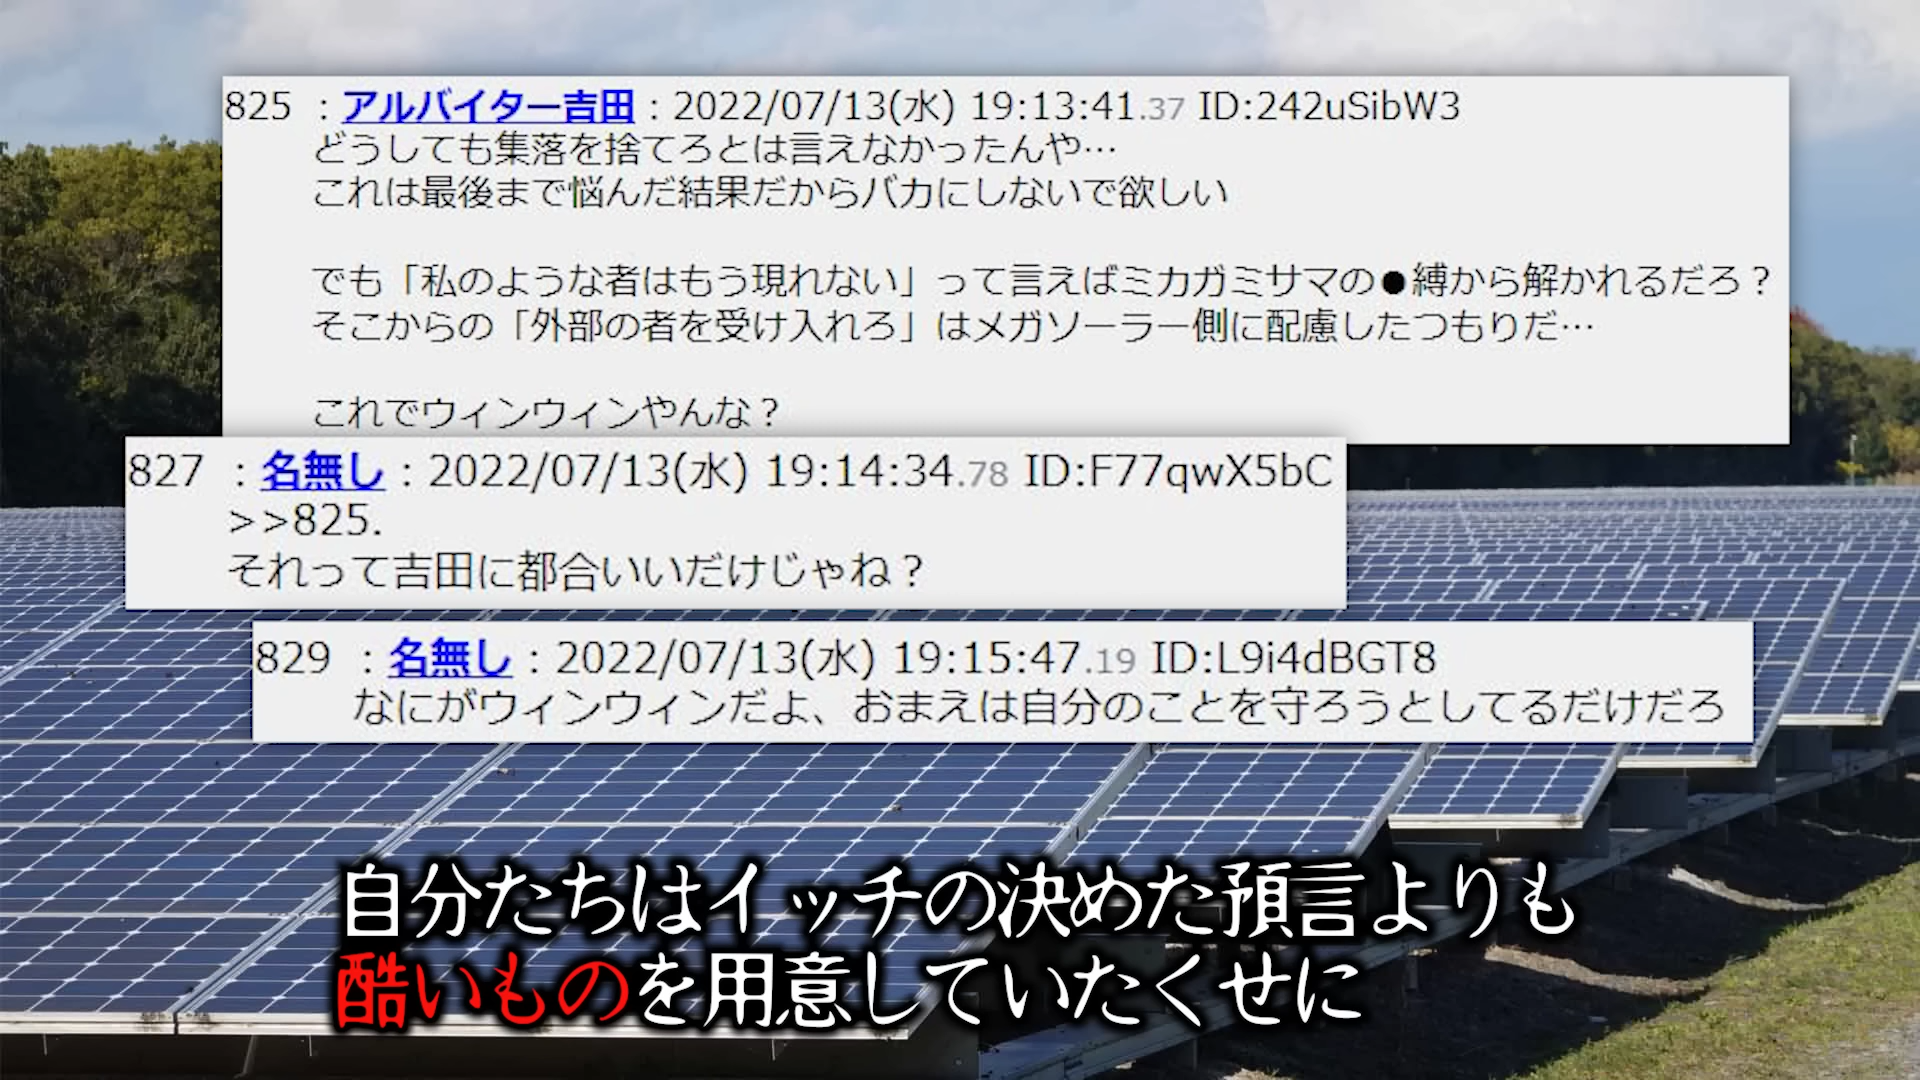 825 ：アルバイター吉田：2022/07/13(水) 19:13:41.37 ID:242uSibW3
どうしても集落を捨てろとは言えなかったんや…
これは最後まで悩んだ結果だからバカにしないで欲しい
でも「私のような者はもう現れない」って言えばミカガミサマの●縛から解かれるだろ？
そこからの「外部の者を受け入れろ」はメガソーラー側に配慮したつもりだ…
これでウィンウィンやんな？
827 ：名無し：2022/07/13(水) 19:14:34.78 ID:F77qwX5bC
>>825.
それって吉田に都合いいだけじゃね？
829 ：名無し：2022/07/13(水) 19:15:47.19 ID:L9i4dBGT8
なにがウィンウィンだよ、おまえは自分のことを守ろうとしてるだけだろ
自分たちはイッチの決めた預言よりも
酷いものを用意していたくせに